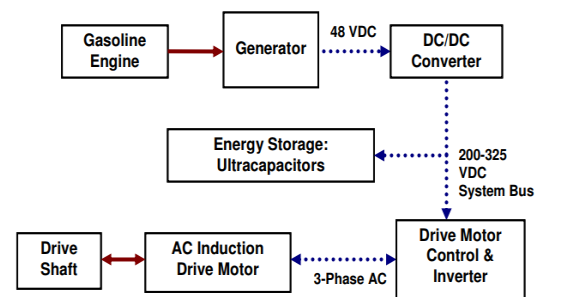 Gasoline
Engine
Generator
48 VDC
DC/DC
Converter
Energy Storage:
Ultracapacitors
200-325
VDC
System Bus
Drive
Shaft
AC Induction
Drive Motor
3-Phase AC
Drive Motor
Control &
Inverter